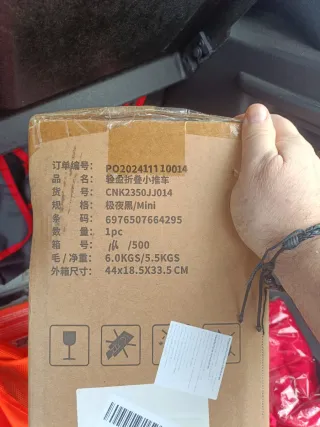 订单编号: PO202411110014
品 名: 轻盈折叠小推车
货 号: CNK2350JJ014
规 格: 极夜黑/Mini
条 码: 6976507664295
数 量: 1pc
箱 号: /500
毛/净重: 6.0KGS/5.5KGS
外箱尺寸: 44x18.5X33.5 CM